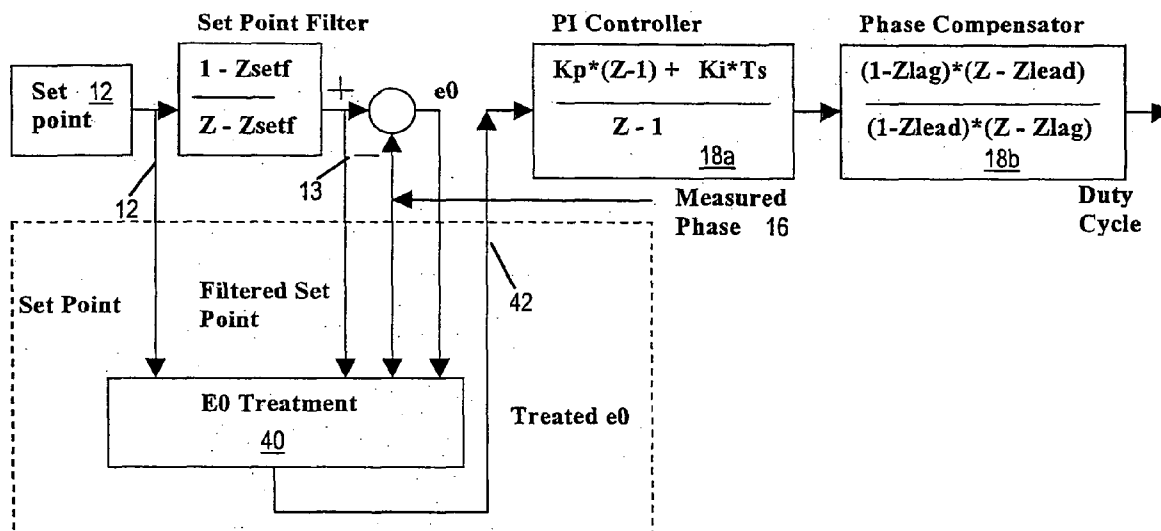 Set Point Filter
PI Controller
Phase Compensator
Set 12
point
1 - Zsetf
Z - Zsetf
+
−
e0
Kp*(Z-1) + Ki*Ts
Z - 1
18a
(1-Zlag)*(Z - Zlead)
(1-Zlead)*(Z - Zlag)
18b
12
13
Measured
Phase 16
Duty
Cycle
42
Set Point
Filtered Set
Point
E0 Treatment
40
Treated e0